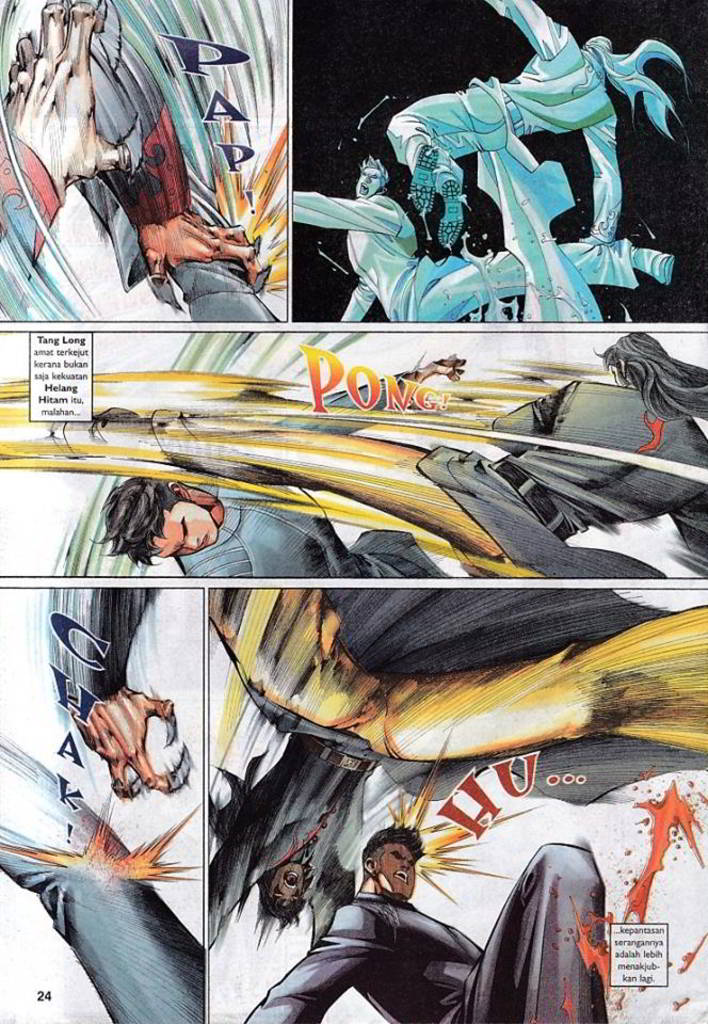 PAP!
Tang Long
amat terkejut
kerana bukan
saja kekuatan
Helang
Hitam itu,
malahan...
PONG!
CHAK!
HU...
...kepantasan
serangannya
adalah lebih
menakjub-
kan lagi.
24